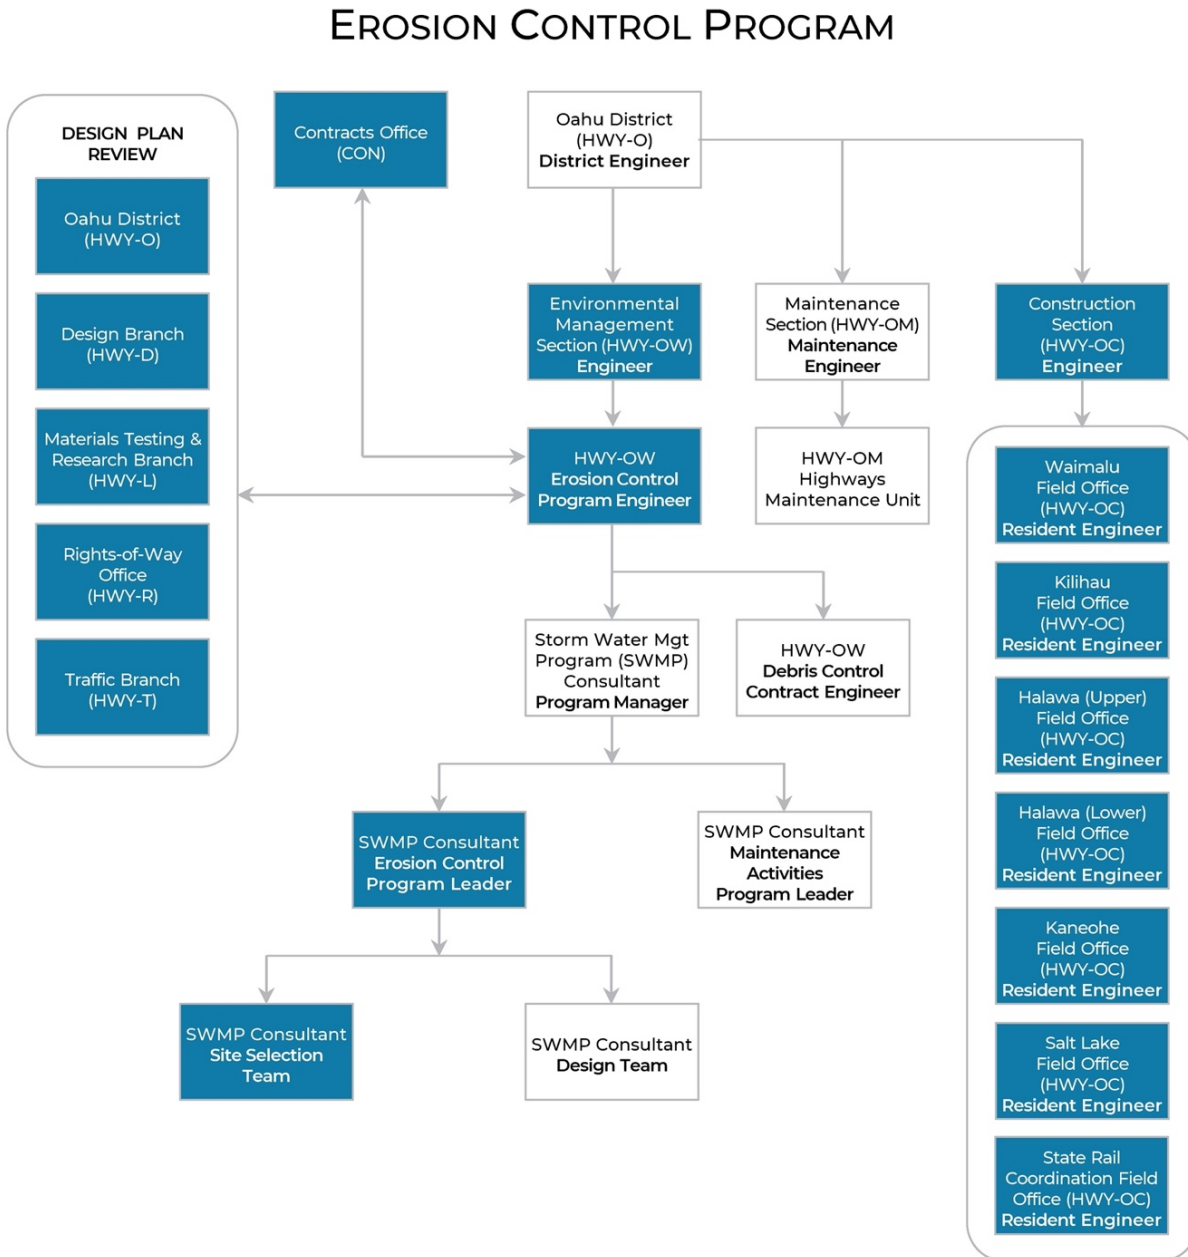 EROSION CONTROL PROGRAM
DESIGN PLAN
REVIEW
Oahu District
(HWY-O)
Design Branch
(HWY-D)
Materials Testing &
Research Branch
(HWY-L)
Rights-of-Way
Office
(HWY-R)
Traffic Branch
(HWY-T)
Contracts Office
(CON)
Oahu District
(HWY-O)
District Engineer
Environmental
Management
Section (HWY-OW)
Engineer
Maintenance
Section (HWY-OM)
Maintenance
Engineer
Construction
Section
(HWY-OC)
Engineer
HWY-OW
Erosion Control
Program Engineer
HWY-OM
Highways
Maintenance Unit
Storm Water Mgt
Program (SWMP)
Consultant
Program Manager
HWY-OW
Debris Control
Contract Engineer
SWMP Consultant
Erosion Control
Program Leader
SWMP Consultant
Maintenance
Activities
Program Leader
SWMP Consultant
Site Selection
Team
SWMP Consultant
Design Team
Waimalu
Field Office
(HWY-OC)
Resident Engineer
Kilihau
Field Office
(HWY-OC)
Resident Engineer
Halawa (Upper)
Field Office
(HWY-OC)
Resident Engineer
Halawa (Lower)
Field Office
(HWY-OC)
Resident Engineer
Kaneohe
Field Office
(HWY-OC)
Resident Engineer
Salt Lake
Field Office
(HWY-OC)
Resident Engineer
State Rail
Coordination Field
Office (HWY-OC)
Resident Engineer